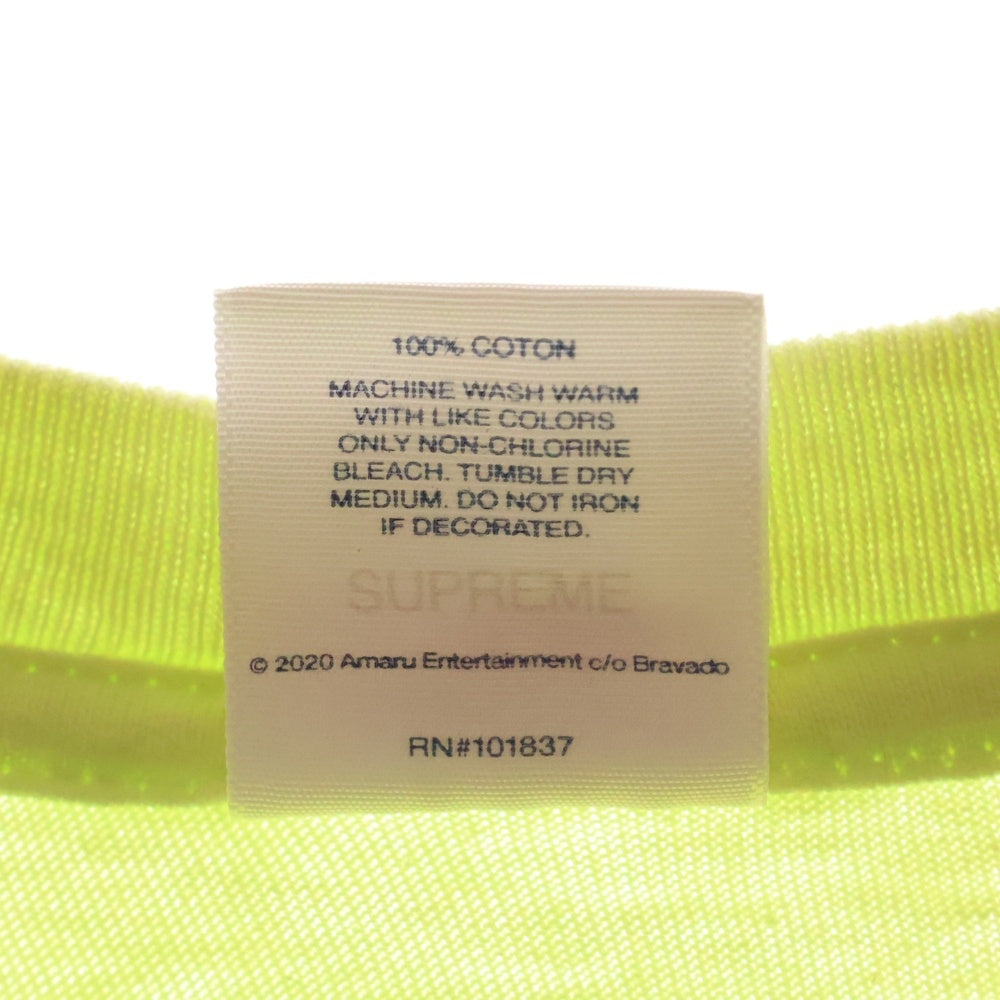 100% COTON
MACHINE WASH WARM
WITH LIKE COLORS
ONLY NON-CHLORINE
BLEACH. TUMBLE DRY
MEDIUM. DO NOT IRON
IF DECORATED.
SUPREME
© 2020 Amaru Entertainment c/o Bravado
RN#101837